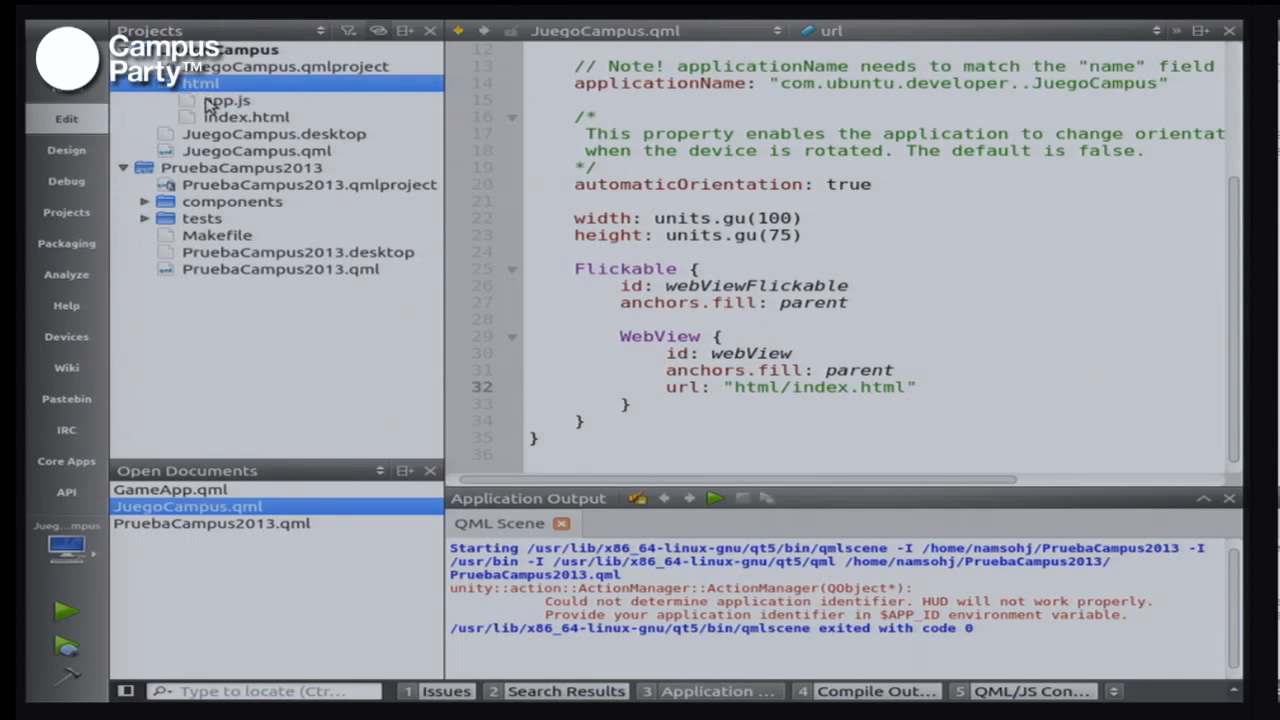 Campus
Party™
Projects
Campus
JuegoCampus.qmlproject
html
app.js
index.html
JuegoCampus.desktop
JuegoCampus.qml
PruebaCampus2013
PruebaCampus2013.qmlproject
components
tests
Makefile
PruebaCampus2013.desktop
PruebaCampus2013.qml
Edit
Design
Debug
Projects
Packaging
Analyze
Help
Devices
Wiki
Pastebin
IRC
Core Apps
API
Jueg...mpus
Open Documents
GameApp.qml
JuegoCampus.qml
PruebaCampus2013.qml
JuegoCampus.qml url
12
13 // Note! applicationName needs to match the "name" field
14 applicationName: "com.ubuntu.developer..JuegoCampus"
15
16 /*
17 This property enables the application to change orientat
18 when the device is rotated. The default is false.
19 */
20 automaticOrientation: true
21
22 width: units.gu(100)
23 height: units.gu(75)
24
25 Flickable {
26 id: webViewFlickable
27 anchors.fill: parent
28
29 WebView {
30 id: webView
31 anchors.fill: parent
32 url: "html/index.html"
33 }
34 }
35 }
36
Application Output
QML Scene
Starting /usr/lib/x86_64-linux-gnu/qt5/bin/qmlscene -I /home/namsohj/PruebaCampus2013 -I
/usr/bin -I /usr/lib/x86_64-linux-gnu/qt5/qml /home/namsohj/PruebaCampus2013/
PruebaCampus2013.qml
unity::action::ActionManager::ActionManager(QObject*):
Could not determine application identifier. HUD will not work properly.
Provide your application identifier in $APP_ID environment variable.
/usr/lib/x86_64-linux-gnu/qt5/bin/qmlscene exited with code 0
Type to locate (Ctr... 1 Issues 2 Search Results 3 Application ... 4 Compile Out... 5 QML/JS Con...